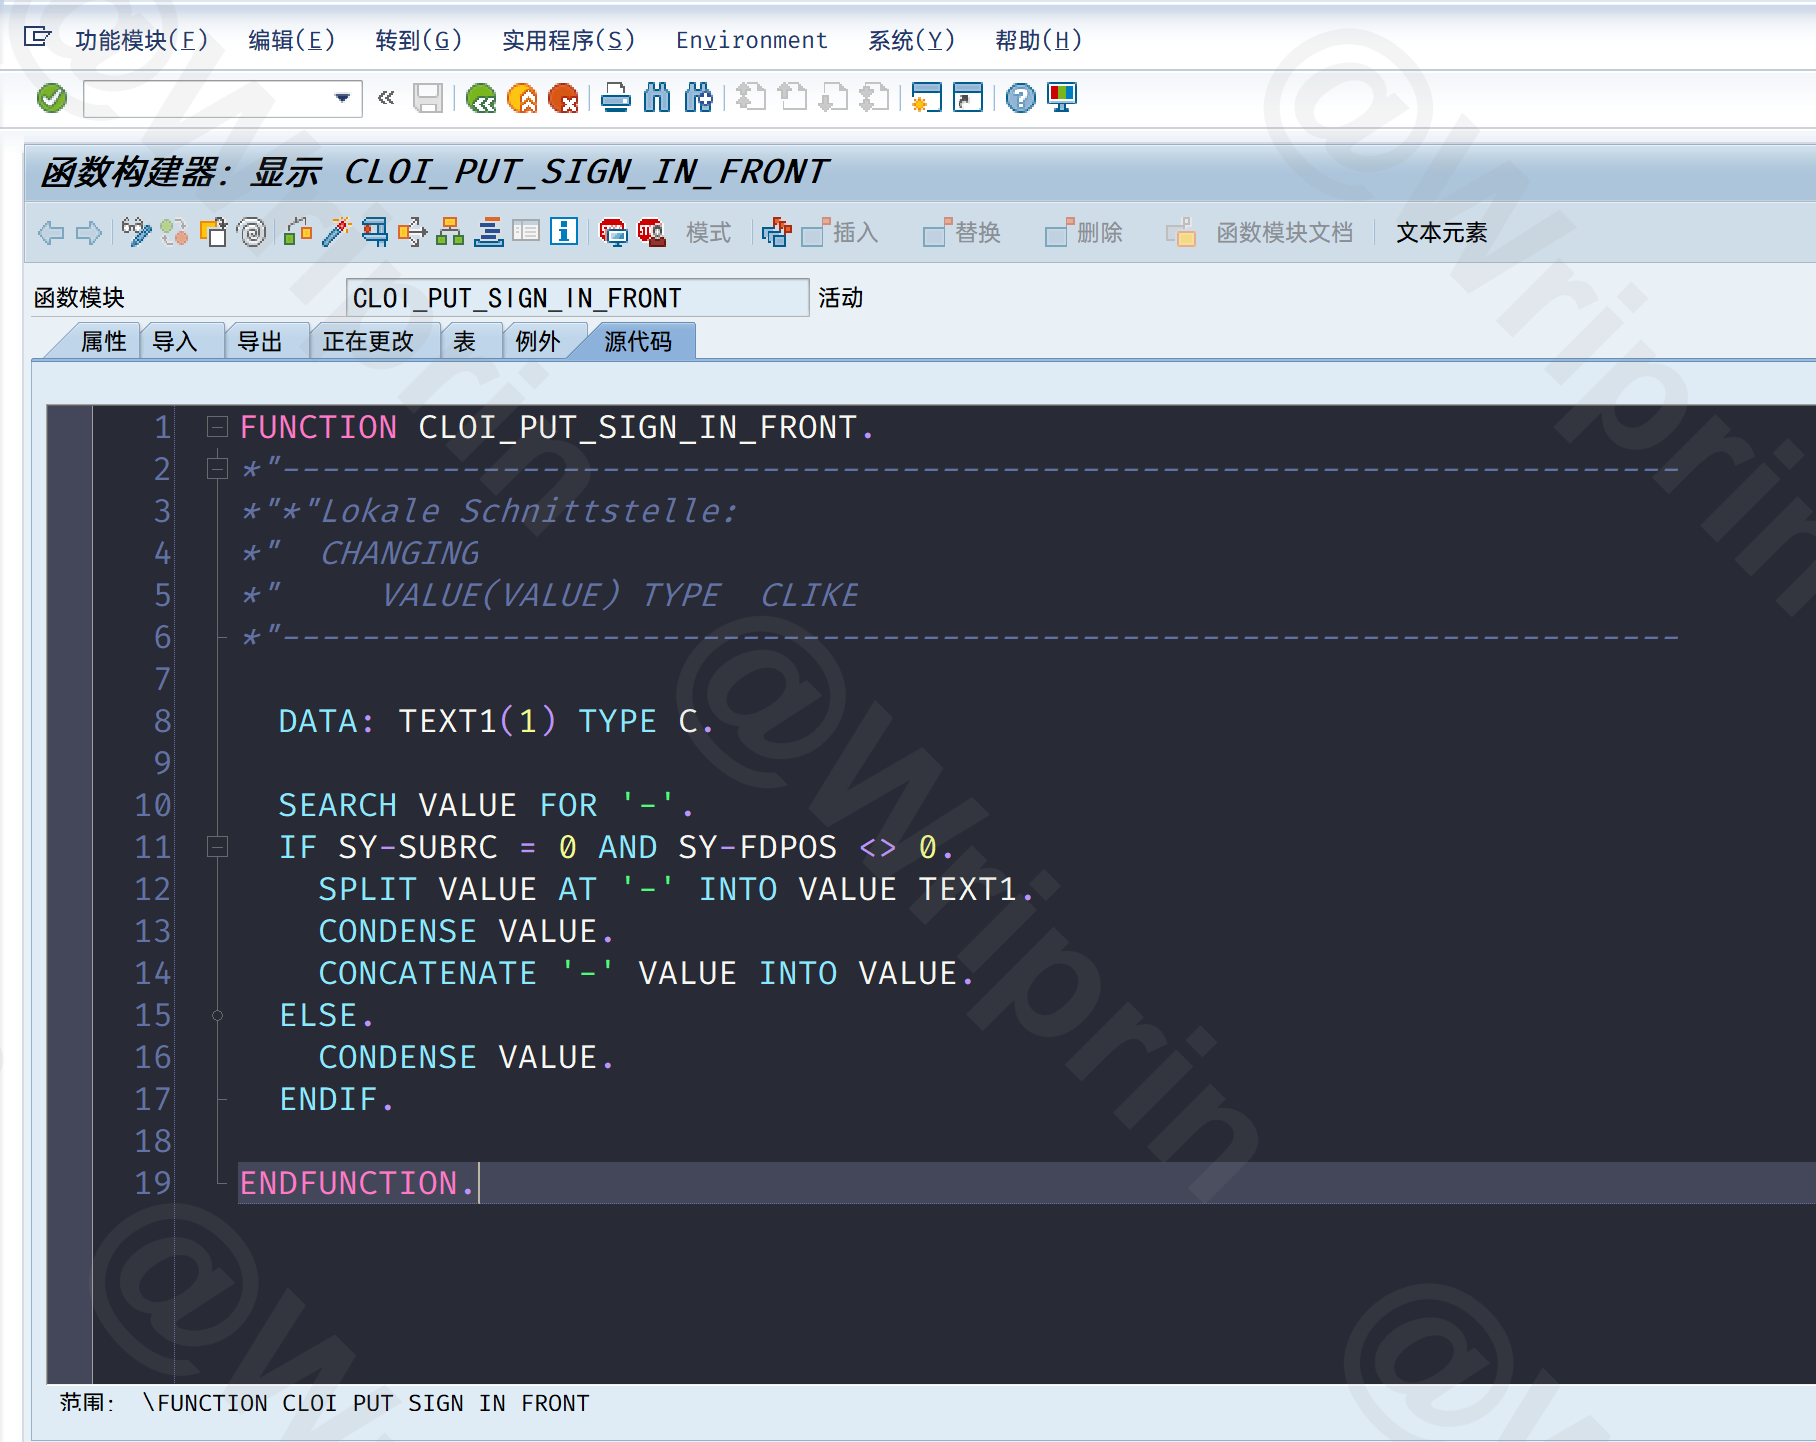 功能模块(F) 编辑(E) 转到(G) 实用程序(S) Environment 系统(Y) 帮助(H)
函数构建器: 显示 CLOI_PUT_SIGN_IN_FRONT
模式 插入 替换 删除 函数模块文档 文本元素
函数模块 CLOI_PUT_SIGN_IN_FRONT 活动
属性 导入 导出 正在更改 表 例外 源代码
1 FUNCTION CLOI_PUT_SIGN_IN_FRONT.
2 *"----------------------------------------------------------------------
3 *"*"Lokale Schnittstelle:
4 *"  CHANGING
5 *"     VALUE(VALUE) TYPE  CLIKE
6 *"----------------------------------------------------------------------
7
8   DATA: TEXT1(1) TYPE C.
9
10   SEARCH VALUE FOR '-'.
11   IF SY-SUBRC = 0 AND SY-FDPOS <> 0.
12     SPLIT VALUE AT '-' INTO VALUE TEXT1.
13     CONDENSE VALUE.
14     CONCATENATE '-' VALUE INTO VALUE.
15   ELSE.
16     CONDENSE VALUE.
17   ENDIF.
18
19 ENDFUNCTION.
范围: \FUNCTION CLOI_PUT_SIGN_IN_FRONT
@Wriprin
@Wriprin
@Wriprin